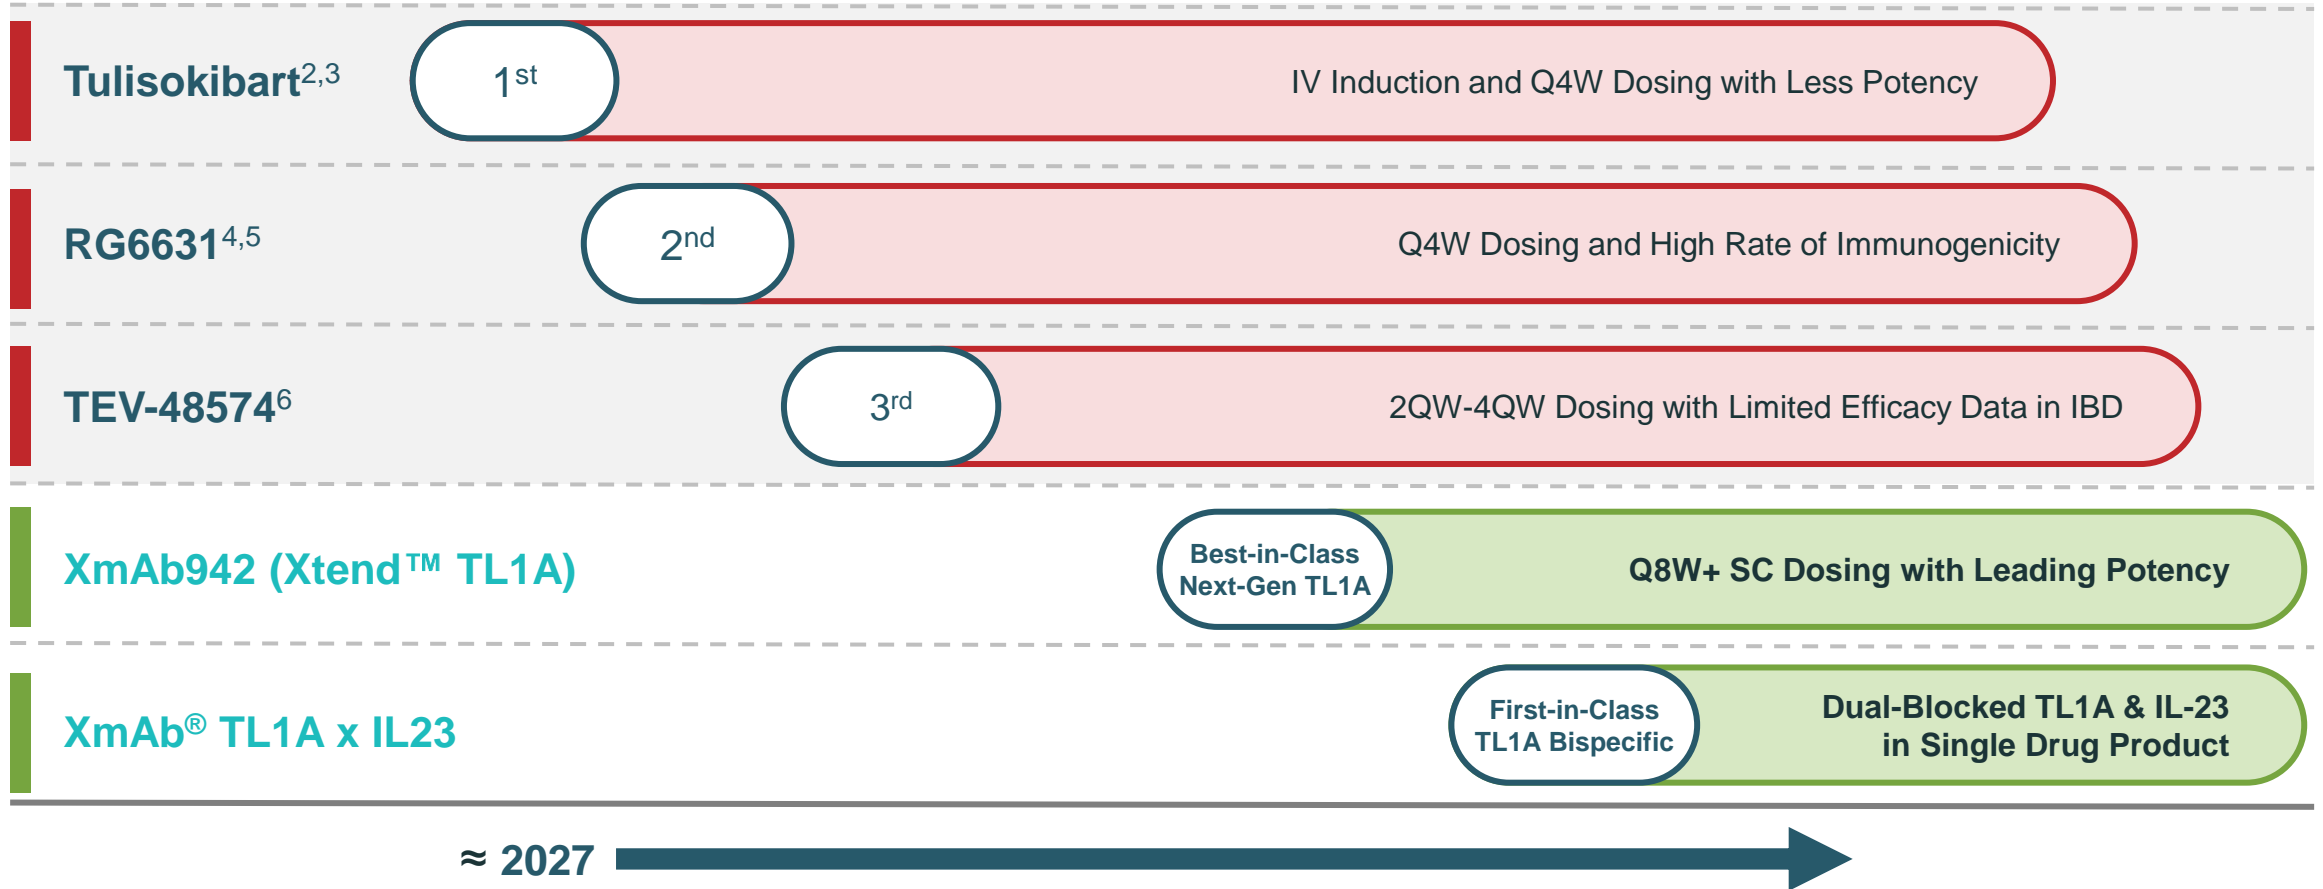 Tulisokibart2,3
1st
IV Induction and Q4W Dosing with Less Potency
RG66314,5
2nd
Q4W Dosing and High Rate of Immunogenicity
TEV-485746
3rd
2QW-4QW Dosing with Limited Efficacy Data in IBD
XmAb942 (Xtend™ TL1A)
Best-in-Class
Next-Gen TL1A
Q8W+ SC Dosing with Leading Potency
XmAb® TL1A x IL23
First-in-Class
TL1A Bispecific
Dual-Blocked TL1A & IL-23
in Single Drug Product
≈ 2027